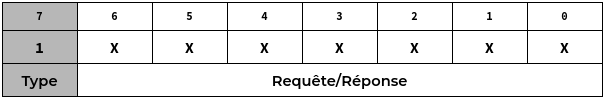 7 6 5 4 3 2 1 0
1 X X X X X X X
Type Requête/Réponse